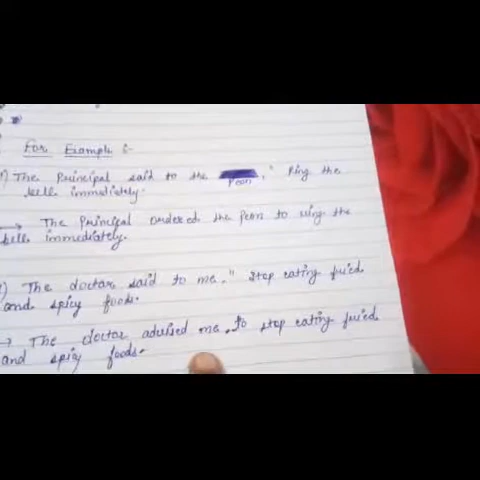 For Example :-
1) The Principal said to the Peon, " Ring the
bell immediately.
→ The Principal ordered the peon to ring the
bell immediately.
2) The doctor said to me, " Stop eating fried
and spicy foods.
→ The doctor advised me to stop eating fried
and spicy foods.